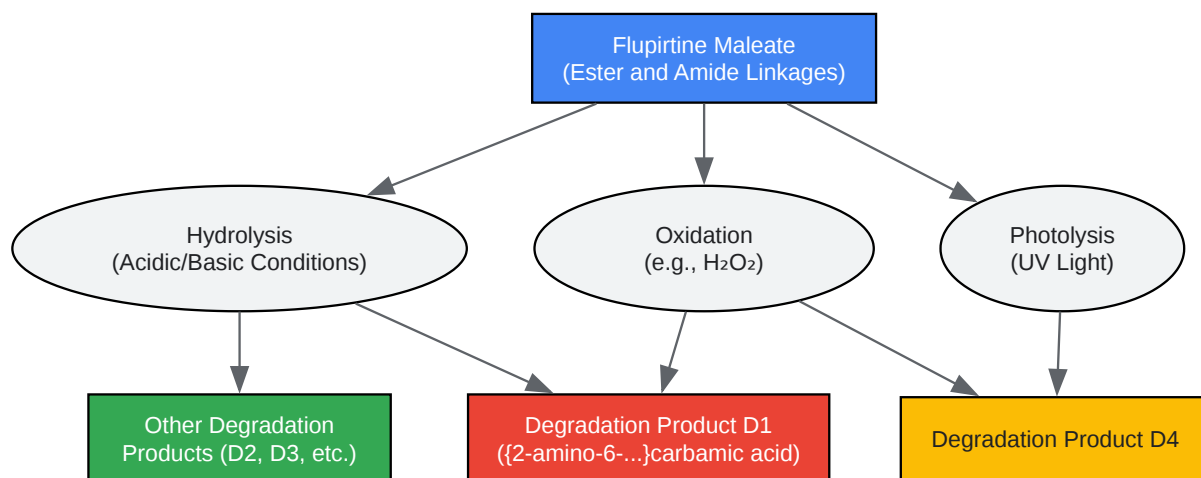 Flupirtine Maleate
(Ester and Amide Linkages)
Hydrolysis
(Acidic/Basic Conditions)
Oxidation
(e.g., H₂O₂)
Photolysis
(UV Light)
Other Degradation
Products (D2, D3, etc.)
Degradation Product D1
({2-amino-6-...}carbamic acid)
Degradation Product D4